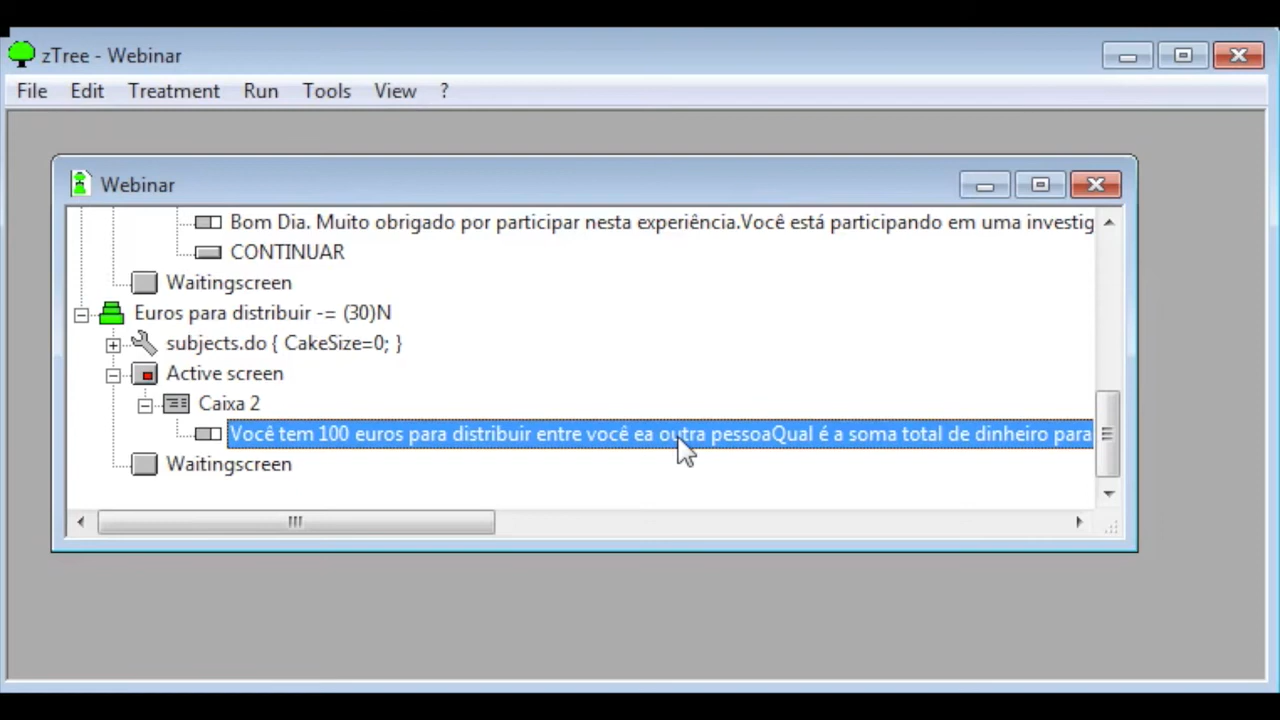 zTree - Webinar
File Edit Treatment Run Tools View ?
Webinar
Bom Dia. Muito obrigado por participar nesta experiência.Você está participando em uma investig
CONTINUAR
Waitingscreen
Euros para distribuir -= (30)N
subjects.do { CakeSize=0; }
Active screen
Caixa 2
Você tem 100 euros para distribuir entre você ea outra pessoaQual é a soma total de dinheiro para
Waitingscreen